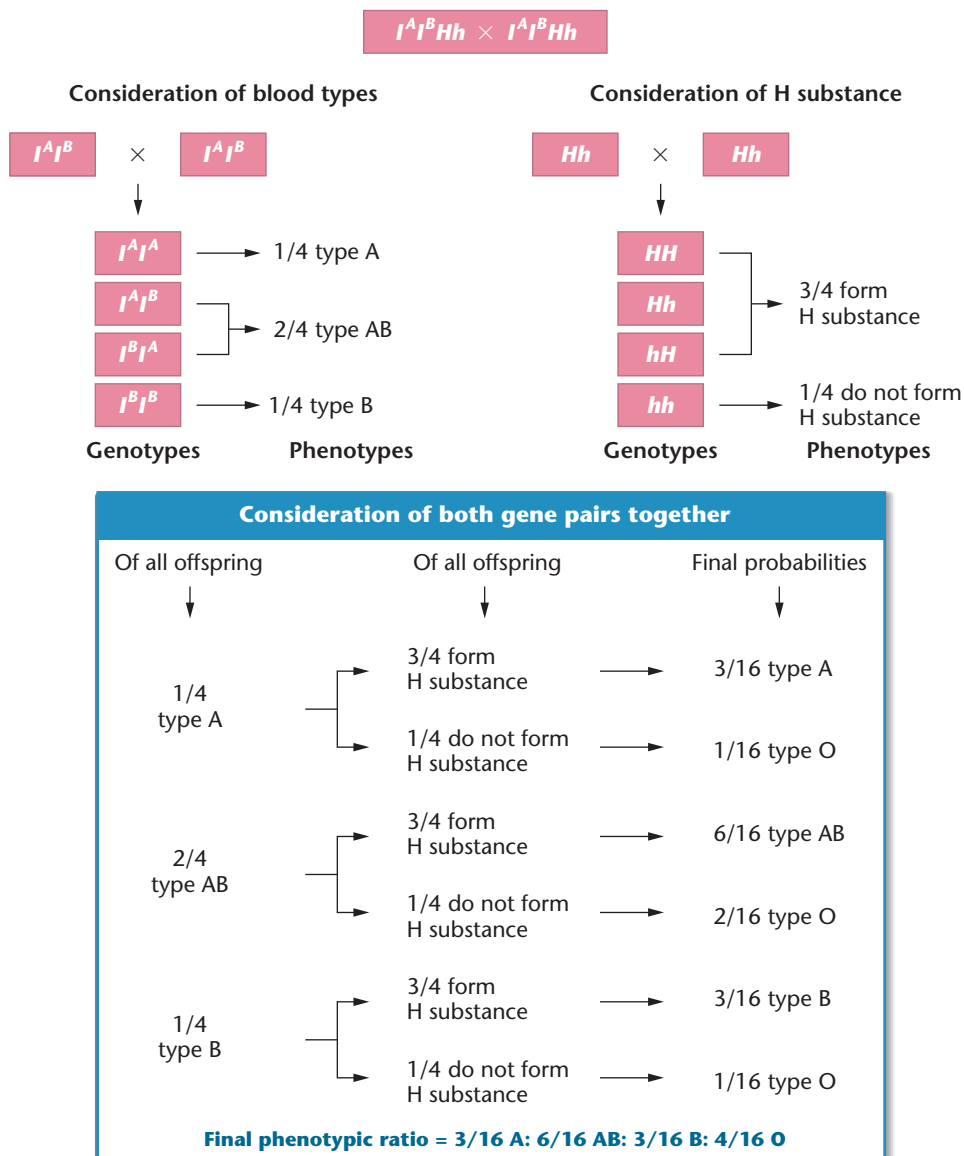 I^A I^B Hh × I^A I^B Hh
Consideration of blood types
I^A I^B × I^A I^B
I^A I^A
1/4 type A
I^A I^B
I^B I^A
2/4 type AB
I^B I^B
1/4 type B
Genotypes Phenotypes
Consideration of H substance
Hh × Hh
HH
Hh
hH
3/4 form
H substance
hh
1/4 do not form
H substance
Genotypes Phenotypes
Consideration of both gene pairs together
Of all offspring Of all offspring Final probabilities
1/4
type A
3/4 form
H substance
3/16 type A
1/4 do not form
H substance
1/16 type O
2/4
type AB
3/4 form
H substance
6/16 type AB
1/4 do not form
H substance
2/16 type O
1/4
type B
3/4 form
H substance
3/16 type B
1/4 do not form
H substance
1/16 type O
Final phenotypic ratio = 3/16 A: 6/16 AB: 3/16 B: 4/16 O